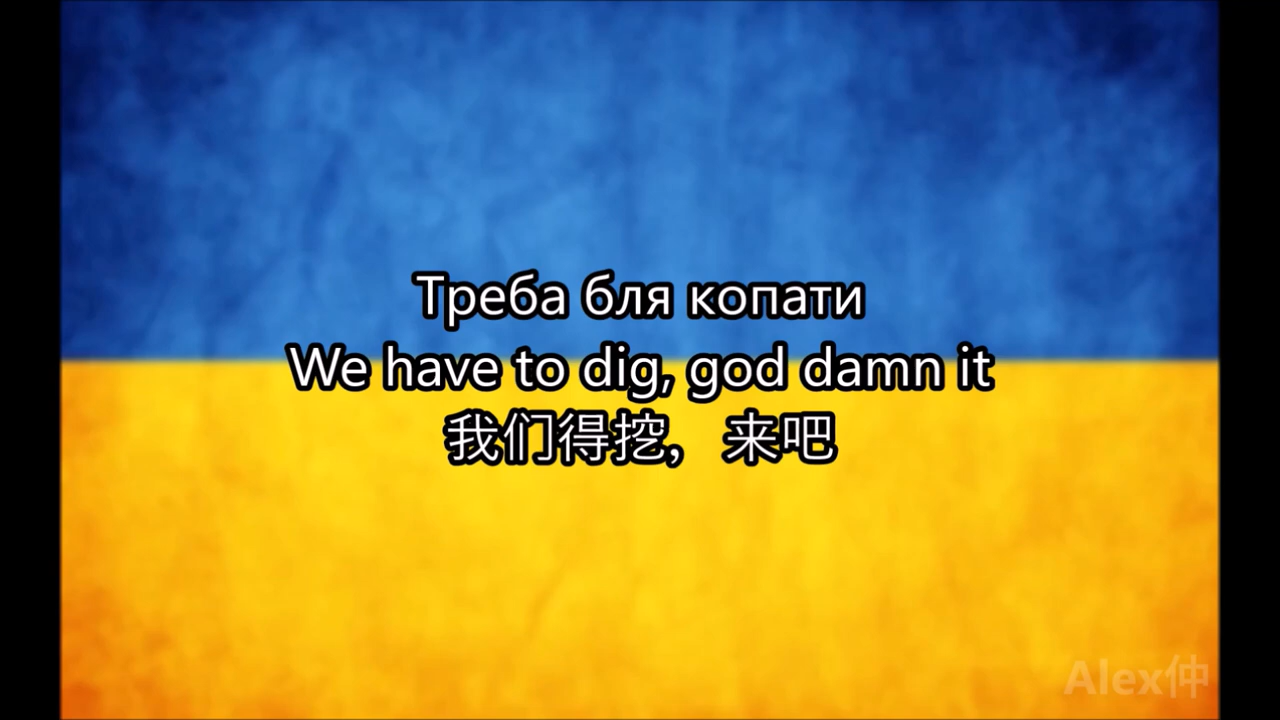 Треба бля копати
We have to dig, god damn it
我们得挖，来吧
Alex仲